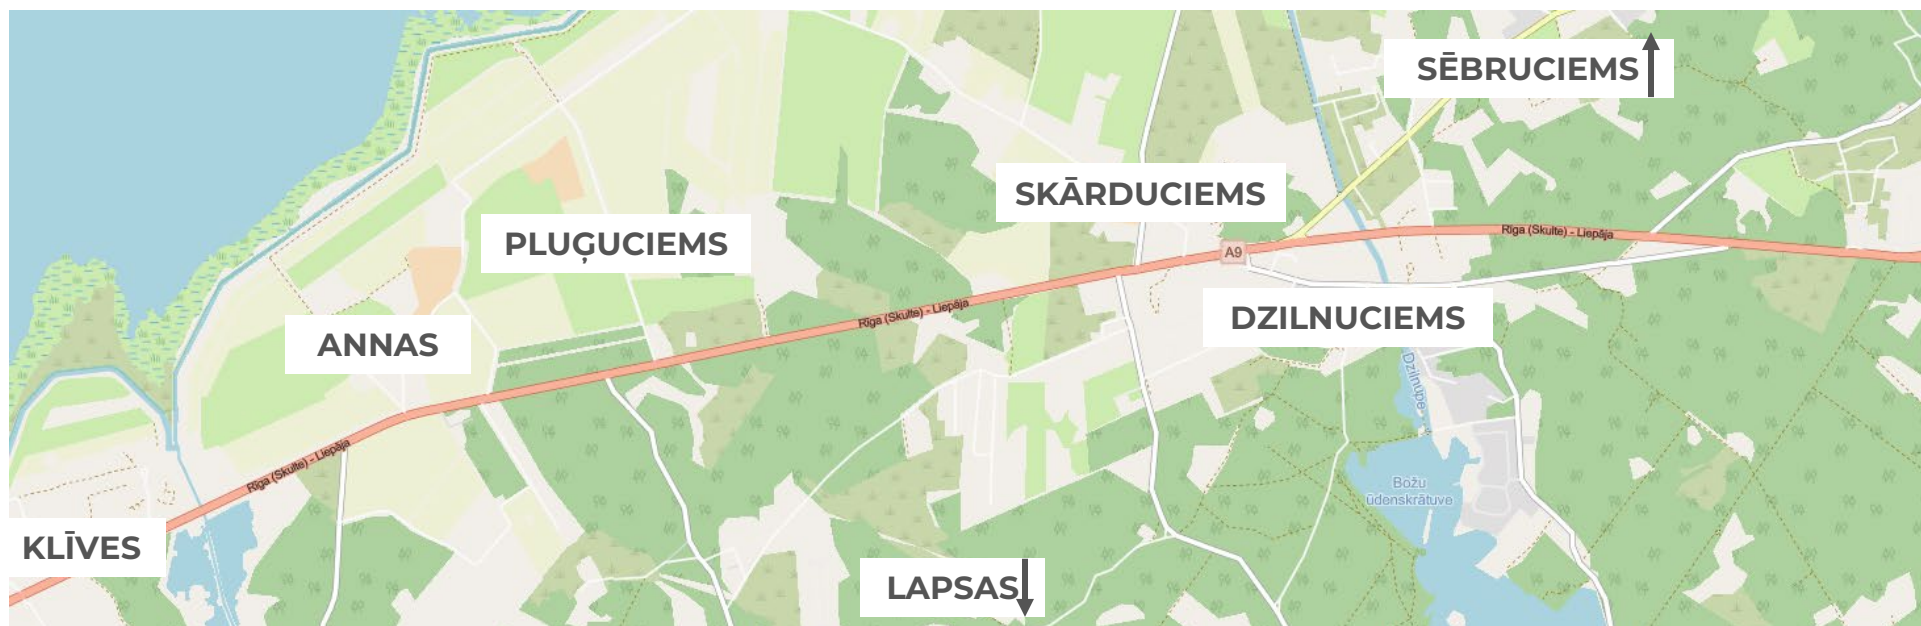 SĒBRUCIEMS
SKĀRDUCIEMS
PLUĢUCIEMS
Rīga (Skulte) - Liepāja
A9
Rīga (Skulte) - Liepāja
DZILNUCIEMS
ANNAS
Dzilnupe
Rīga (Skulte) - Liepāja
Božu
ūdenskrātuve
KLĪVES
LAPSAS